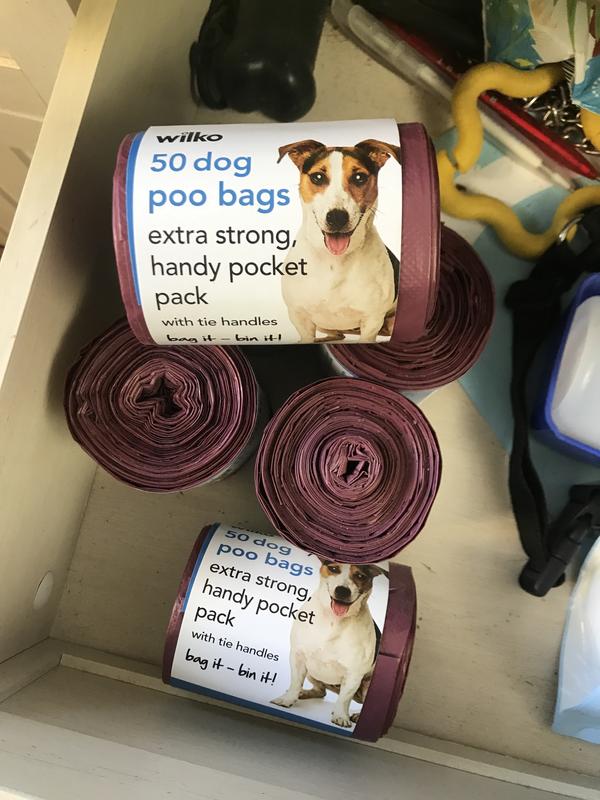 wilko
50 dog
poo bags
extra strong,
handy pocket
pack
with tie handles
bag it – bin it!
wilko
50 dog
poo bags
extra strong,
handy pocket
pack
with tie handles
bag it – bin it!